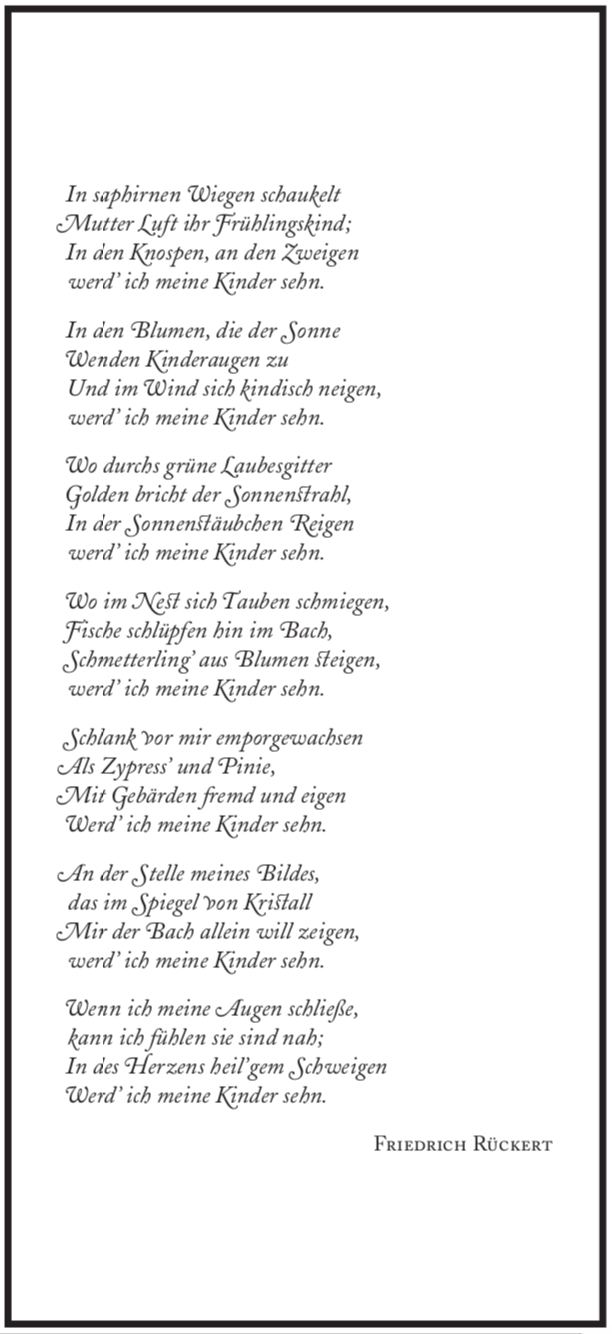 In saphirnen Wiegen schaukelt
Mutter Luft ihr Frühlingskind;
In den Knospen, an den Zweigen
werd’ ich meine Kinder sehn.
In den Blumen, die der Sonne
Wenden Kinderaugen zu
Und im Wind sich kindisch neigen,
werd’ ich meine Kinder sehn.
Wo durchs grüne Laubesgitter
Golden bricht der Sonnenstrahl,
In der Sonnenstäubchen Reigen
werd’ ich meine Kinder sehn.
Wo im Nest sich Tauben schmiegen,
Fische schlüpfen hin im Bach,
Schmetterling’ aus Blumen steigen,
werd’ ich meine Kinder sehn.
Schlank vor mir emporgewachsen
Als Zypress’ und Pinie,
Mit Gebärden fremd und eigen
Werd’ ich meine Kinder sehn.
An der Stelle meines Bildes,
das im Spiegel von Kristall
Mir der Bach allein will zeigen,
werd’ ich meine Kinder sehn.
Wenn ich meine Augen schließe,
kann ich fühlen sie sind nah;
In des Herzens heil’gem Schweigen
Werd’ ich meine Kinder sehn.
Friedrich Rückert